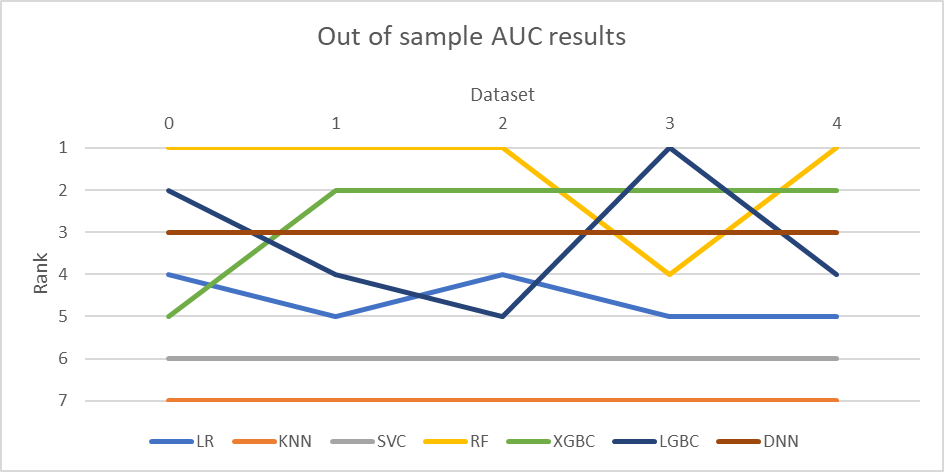 Out of sample AUC results
Dataset
0 1 2 3 4
Rank
1
2
3
4
5
6
7
LR KNN SVC RF XGBC LGBC DNN